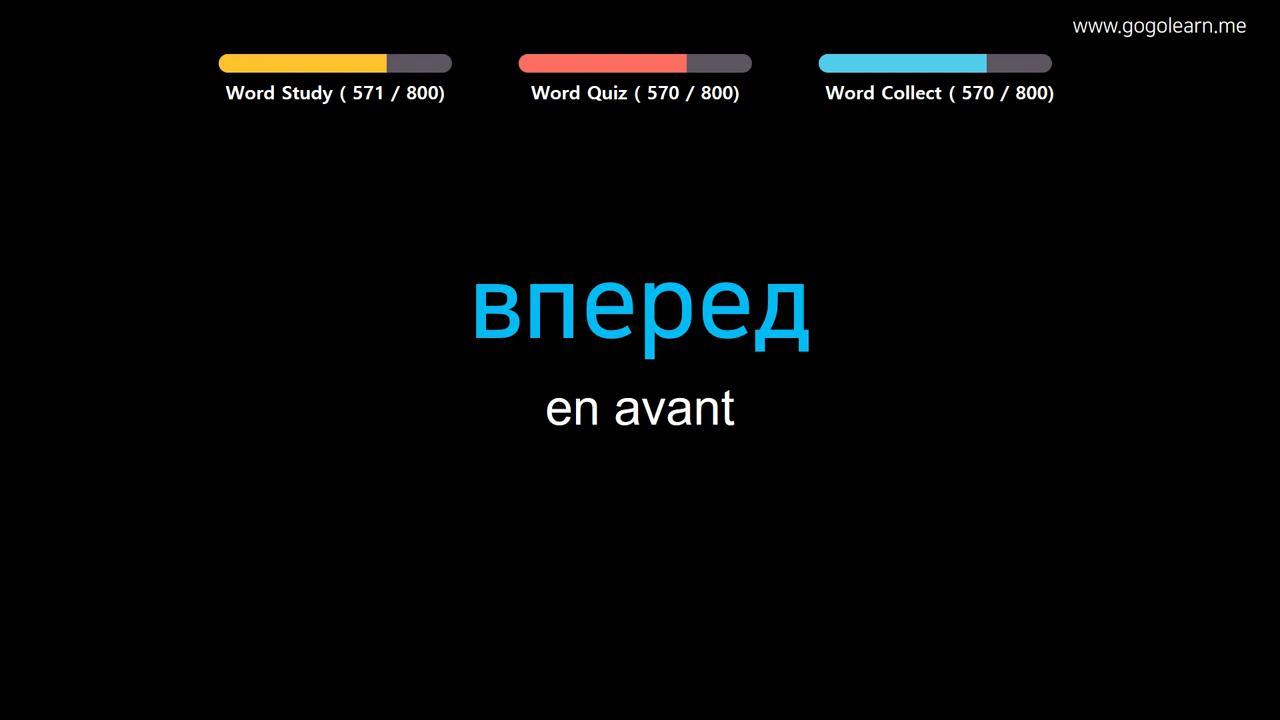 www.gogolearn.me
Word Study ( 571 / 800)
Word Quiz ( 570 / 800)
Word Collect ( 570 / 800)
вперед
en avant